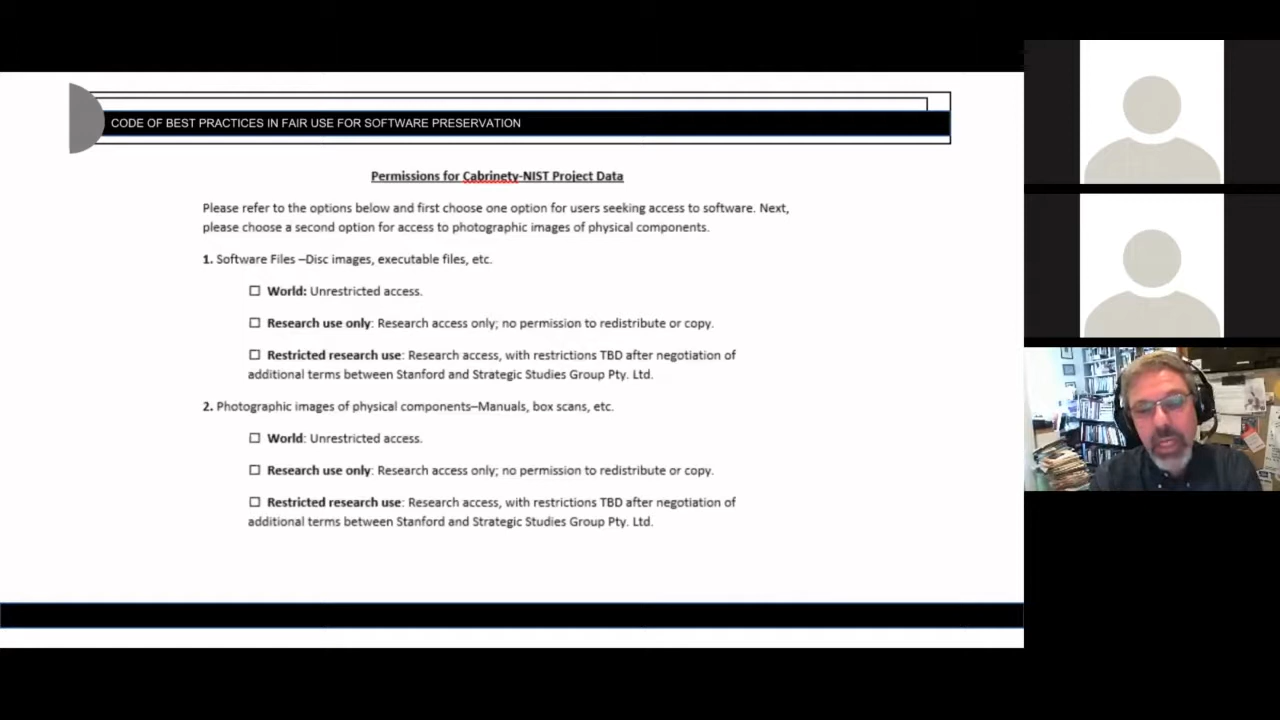 CODE OF BEST PRACTICES IN FAIR USE FOR SOFTWARE PRESERVATION
Permissions for Cabrinety-NIST Project Data
Please refer to the options below and first choose one option for users seeking access to software. Next,
please choose a second option for access to photographic images of physical components.
1. Software Files –Disc images, executable files, etc.
☐ World: Unrestricted access.
☐ Research use only: Research access only; no permission to redistribute or copy.
☐ Restricted research use: Research access, with restrictions TBD after negotiation of
additional terms between Stanford and Strategic Studies Group Pty. Ltd.
2. Photographic images of physical components–Manuals, box scans, etc.
☐ World: Unrestricted access.
☐ Research use only: Research access only; no permission to redistribute or copy.
☐ Restricted research use: Research access, with restrictions TBD after negotiation of
additional terms between Stanford and Strategic Studies Group Pty. Ltd.